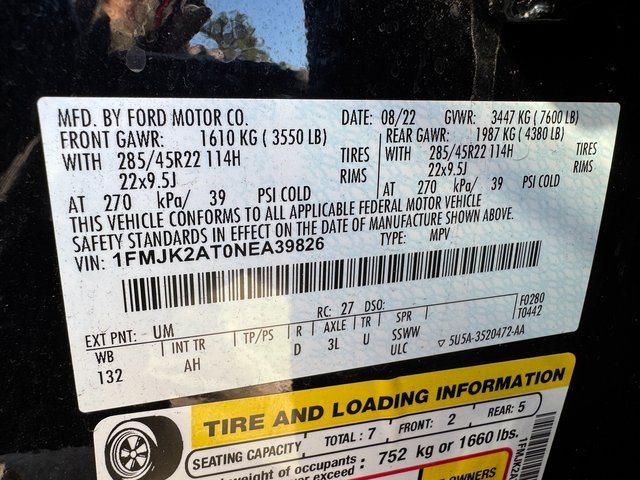 MFD. BY FORD MOTOR CO. DATE: 08/22 GVWR: 3447 KG ( 7600 LB)
FRONT GAWR: 1610 KG ( 3550 LB) REAR GAWR: 1987 KG ( 4380 LB)
WITH 285/45R22 114H TIRES WITH 285/45R22 114H TIRES
22x9.5J RIMS 22x9.5J RIMS
AT 270 kPa/ 39 PSI COLD AT 270 kPa/ 39 PSI COLD
THIS VEHICLE CONFORMS TO ALL APPLICABLE FEDERAL MOTOR VEHICLE
SAFETY STANDARDS IN EFFECT ON THE DATE OF MANUFACTURE SHOWN ABOVE.
VIN: 1FMJK2AT0NEA39826 TYPE: MPV
RC: 27 DSO: F0280
T0442
EXT PNT: UM
WB INT TR TP/PS R AXLE TR SPR
132 AH D 3L U SSWW
ULC 5U5A-3520472-AA
TIRE AND LOADING INFORMATION
SEATING CAPACITY TOTAL: 7 FRONT: 2 REAR: 5
weight of occupants 752 kg or 1660 lbs.
exceed
OWNERS
1FMJK2A